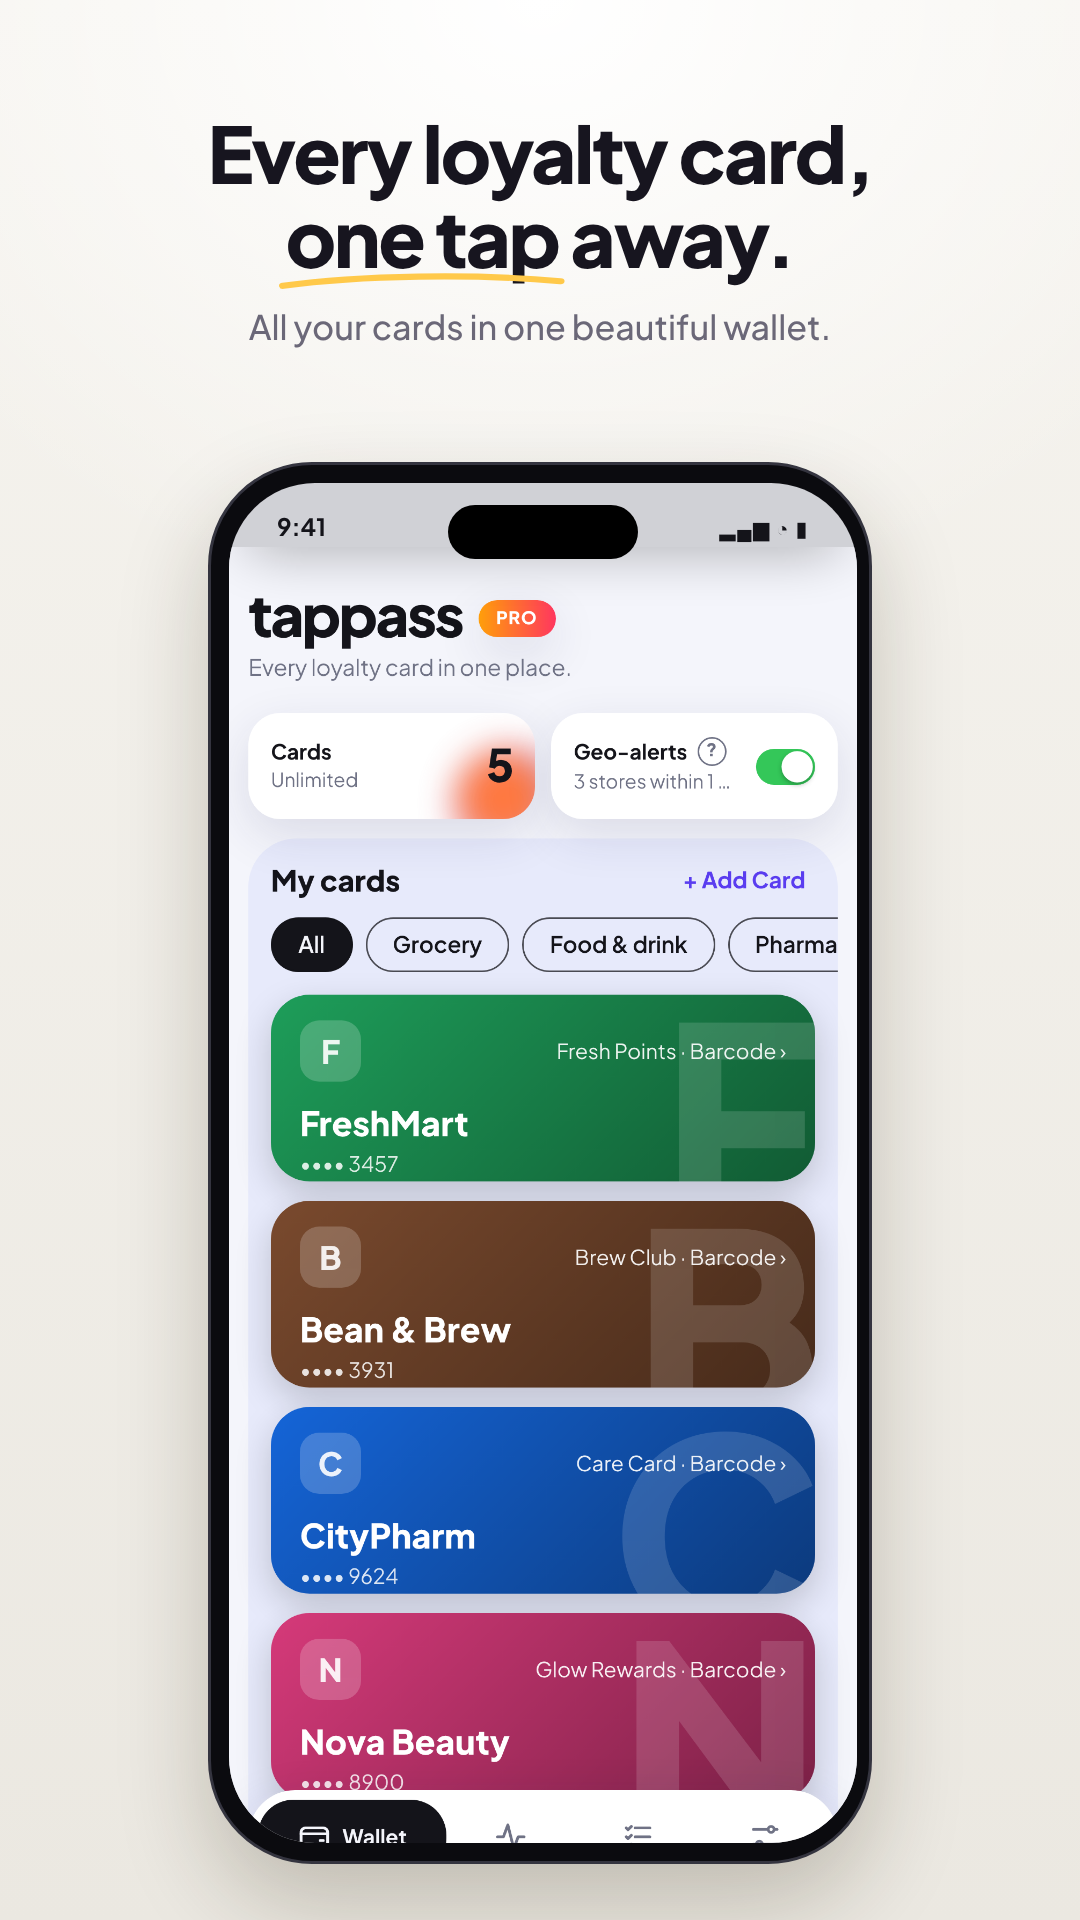 Every loyalty card,
one tap away.
All your cards in one beautiful wallet.
9:41
tappass PRO
Every loyalty card in one place.
Cards
Unlimited
5
Geo-alerts ?
3 stores within 1 ...
My cards
+ Add Card
All
Grocery
Food & drink
Pharma
F
Fresh Points · Barcode ›
FreshMart
•••• 3457
B
Brew Club · Barcode ›
Bean & Brew
•••• 3931
C
Care Card · Barcode ›
CityPharm
•••• 9624
N
Glow Rewards · Barcode ›
Nova Beauty
•••• 8900
Wallet